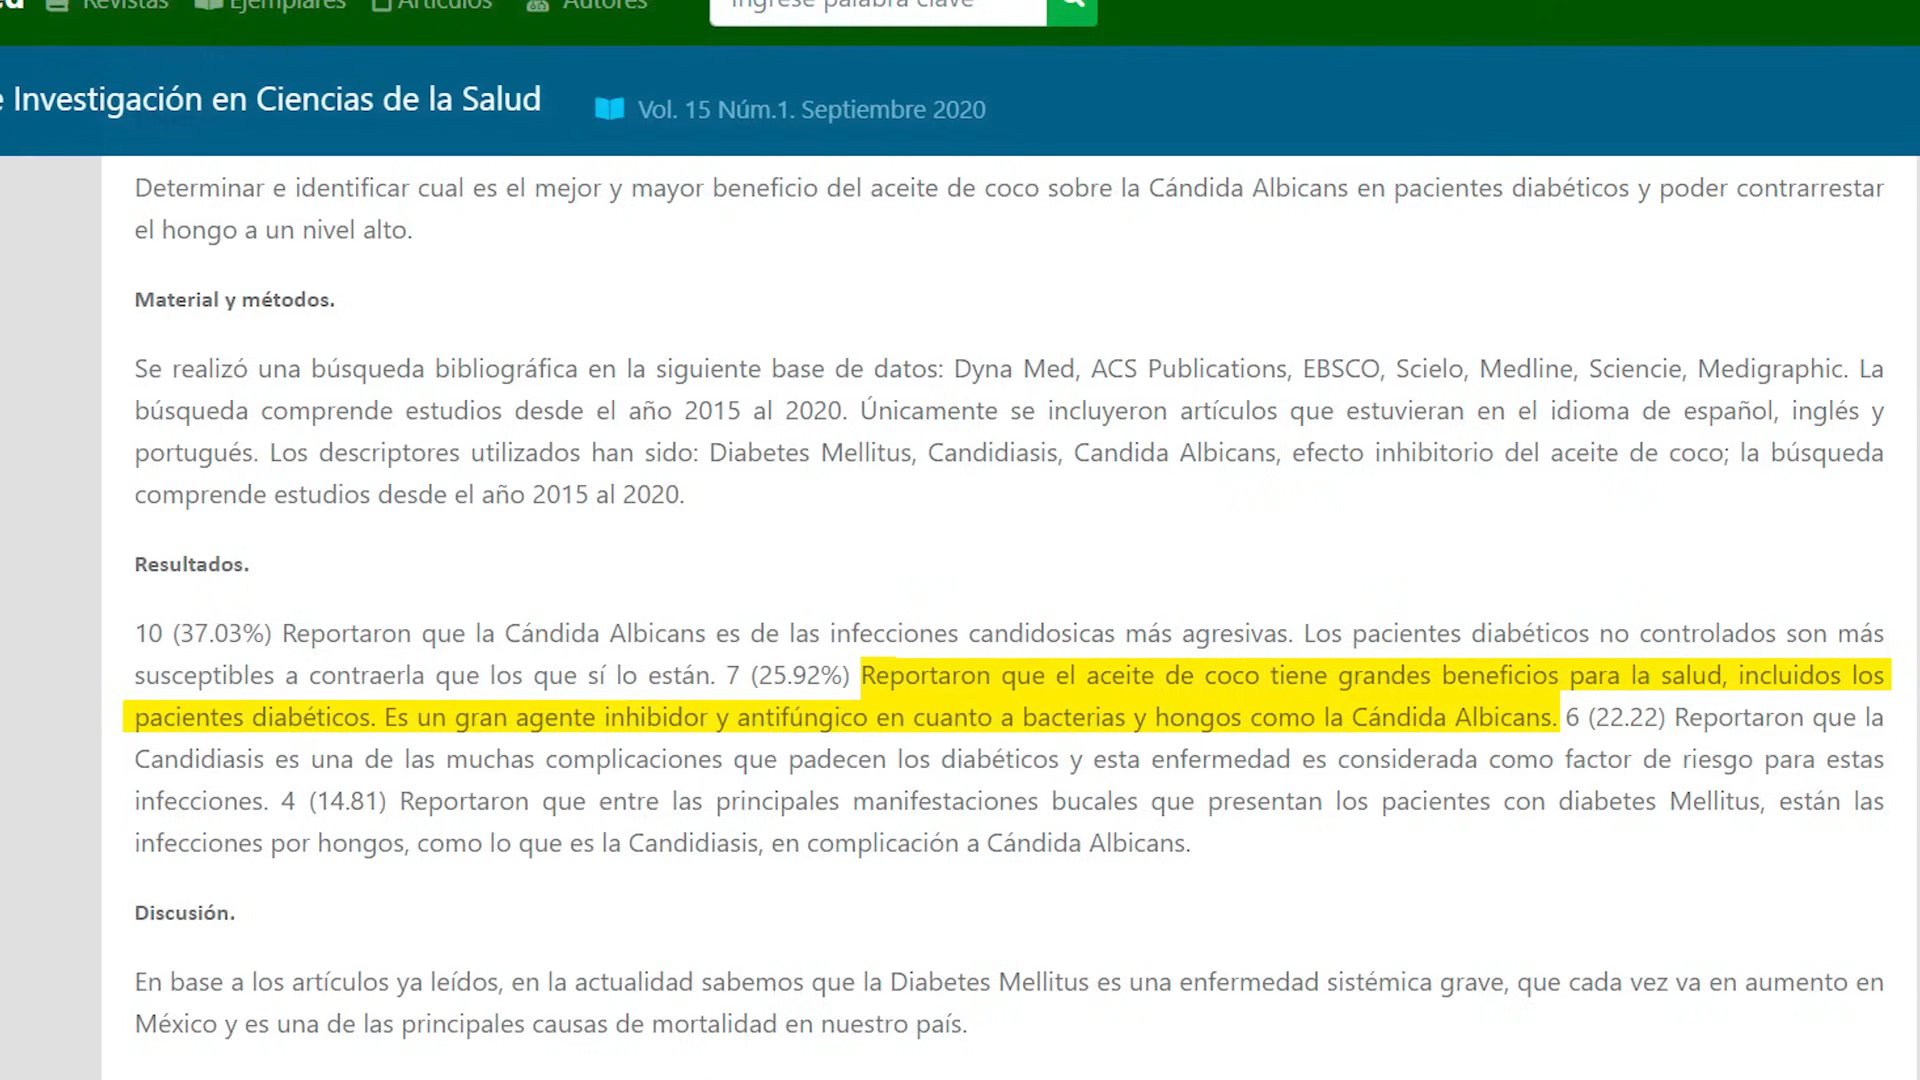 Revistas Ejemplares Artículos Autores
Ingrese palabra clave
Investigación en Ciencias de la Salud
Vol. 15 Núm.1. Septiembre 2020
Determinar e identificar cual es el mejor y mayor beneficio del aceite de coco sobre la Cándida Albicans en pacientes diabéticos y poder contrarrestar
el hongo a un nivel alto.
Material y métodos.
Se realizó una búsqueda bibliográfica en la siguiente base de datos: Dyna Med, ACS Publications, EBSCO, Scielo, Medline, Sciencie, Medigraphic. La
búsqueda comprende estudios desde el año 2015 al 2020. Únicamente se incluyeron artículos que estuvieran en el idioma de español, inglés y
portugués. Los descriptores utilizados han sido: Diabetes Mellitus, Candidiasis, Candida Albicans, efecto inhibitorio del aceite de coco; la búsqueda
comprende estudios desde el año 2015 al 2020.
Resultados.
10 (37.03%) Reportaron que la Cándida Albicans es de las infecciones candidosicas más agresivas. Los pacientes diabéticos no controlados son más
susceptibles a contraerla que los que sí lo están. 7 (25.92%) Reportaron que el aceite de coco tiene grandes beneficios para la salud, incluidos los
pacientes diabéticos. Es un gran agente inhibidor y antifúngico en cuanto a bacterias y hongos como la Cándida Albicans. 6 (22.22) Reportaron que la
Candidiasis es una de las muchas complicaciones que padecen los diabéticos y esta enfermedad es considerada como factor de riesgo para estas
infecciones. 4 (14.81) Reportaron que entre las principales manifestaciones bucales que presentan los pacientes con diabetes Mellitus, están las
infecciones por hongos, como lo que es la Candidiasis, en complicación a Cándida Albicans.
Discusión.
En base a los artículos ya leídos, en la actualidad sabemos que la Diabetes Mellitus es una enfermedad sistémica grave, que cada vez va en aumento en
México y es una de las principales causas de mortalidad en nuestro país.